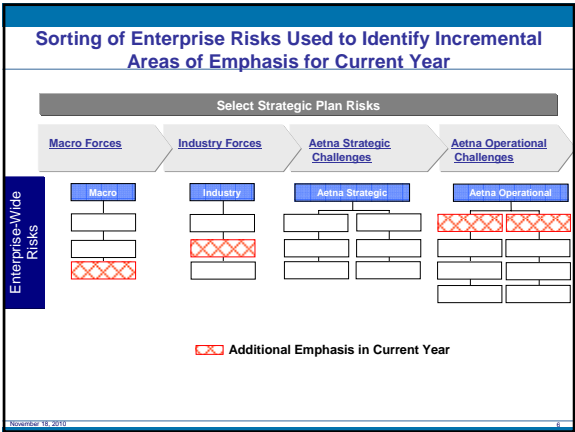 Sorting of Enterprise Risks Used to Identify Incremental
Areas of Emphasis for Current Year
Select Strategic Plan Risks
Macro Forces
Industry Forces
Aetna Strategic
Challenges
Aetna Operational
Challenges
Enterprise-Wide
Risks
Macro
Industry
Aetna Strategic
Aetna Operational
Additional Emphasis in Current Year
November 18, 2010
6